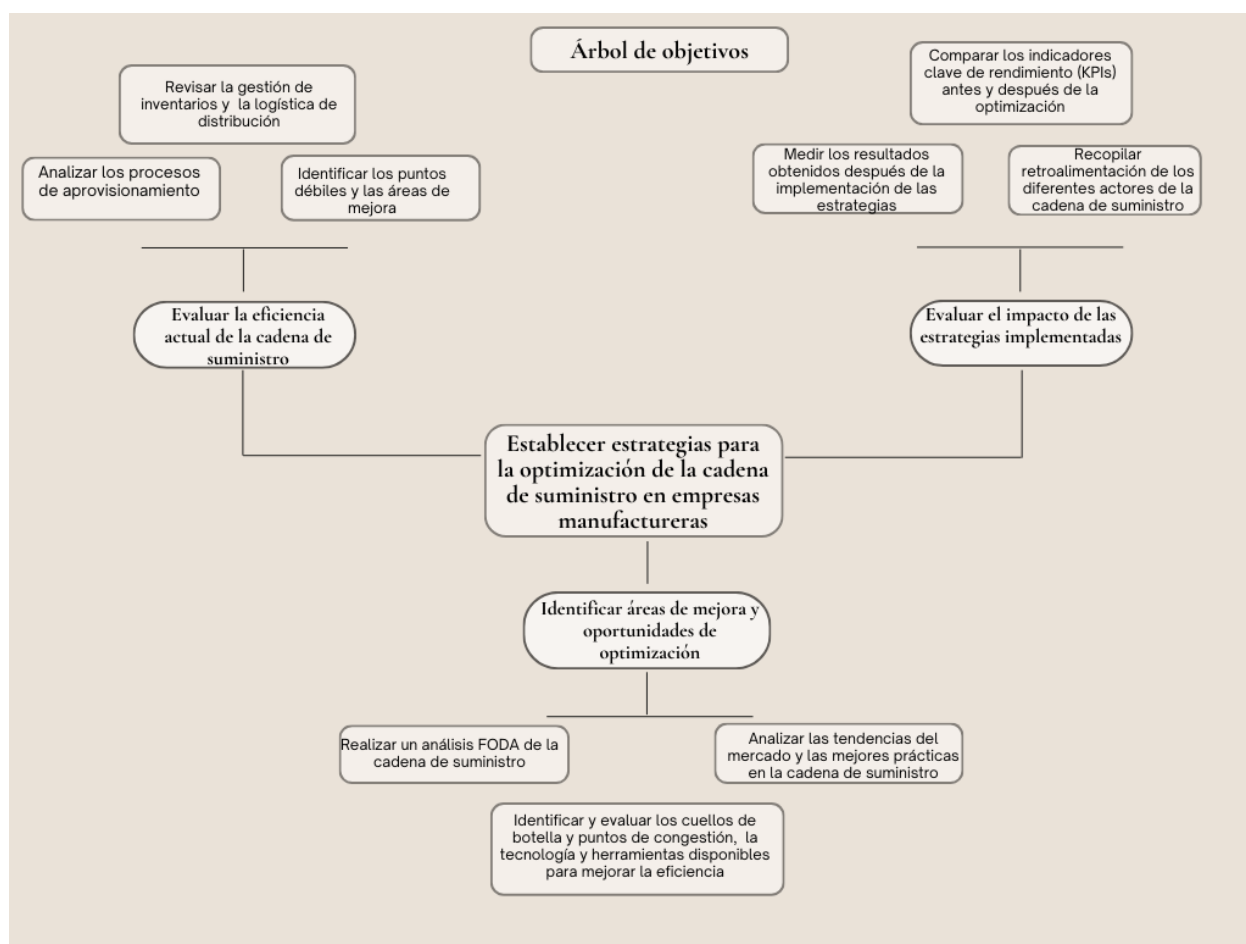 Árbol de objetivos
Revisar la gestión de
inventarios y la logística de
distribución
Analizar los procesos
de aprovisionamiento
Identificar los puntos
débiles y las áreas de
mejora
Comparar los indicadores
clave de rendimiento (KPIs)
antes y después de la
optimización
Medir los resultados
obtenidos después de la
implementación de las
estrategias
Recopilar
retroalimentación de los
diferentes actores de la
cadena de suministro
Evaluar la eficiencia
actual de la cadena de
suministro
Evaluar el impacto de las
estrategias implementadas
Establecer estrategias para
la optimización de la cadena
de suministro en empresas
manufactureras
Identificar áreas de mejora y
oportunidades de
optimización
Realizar un análisis FODA de la
cadena de suministro
Analizar las tendencias del
mercado y las mejores prácticas
en la cadena de suministro
Identificar y evaluar los cuellos de
botella y puntos de congestión, la
tecnología y herramientas disponibles
para mejorar la eficiencia